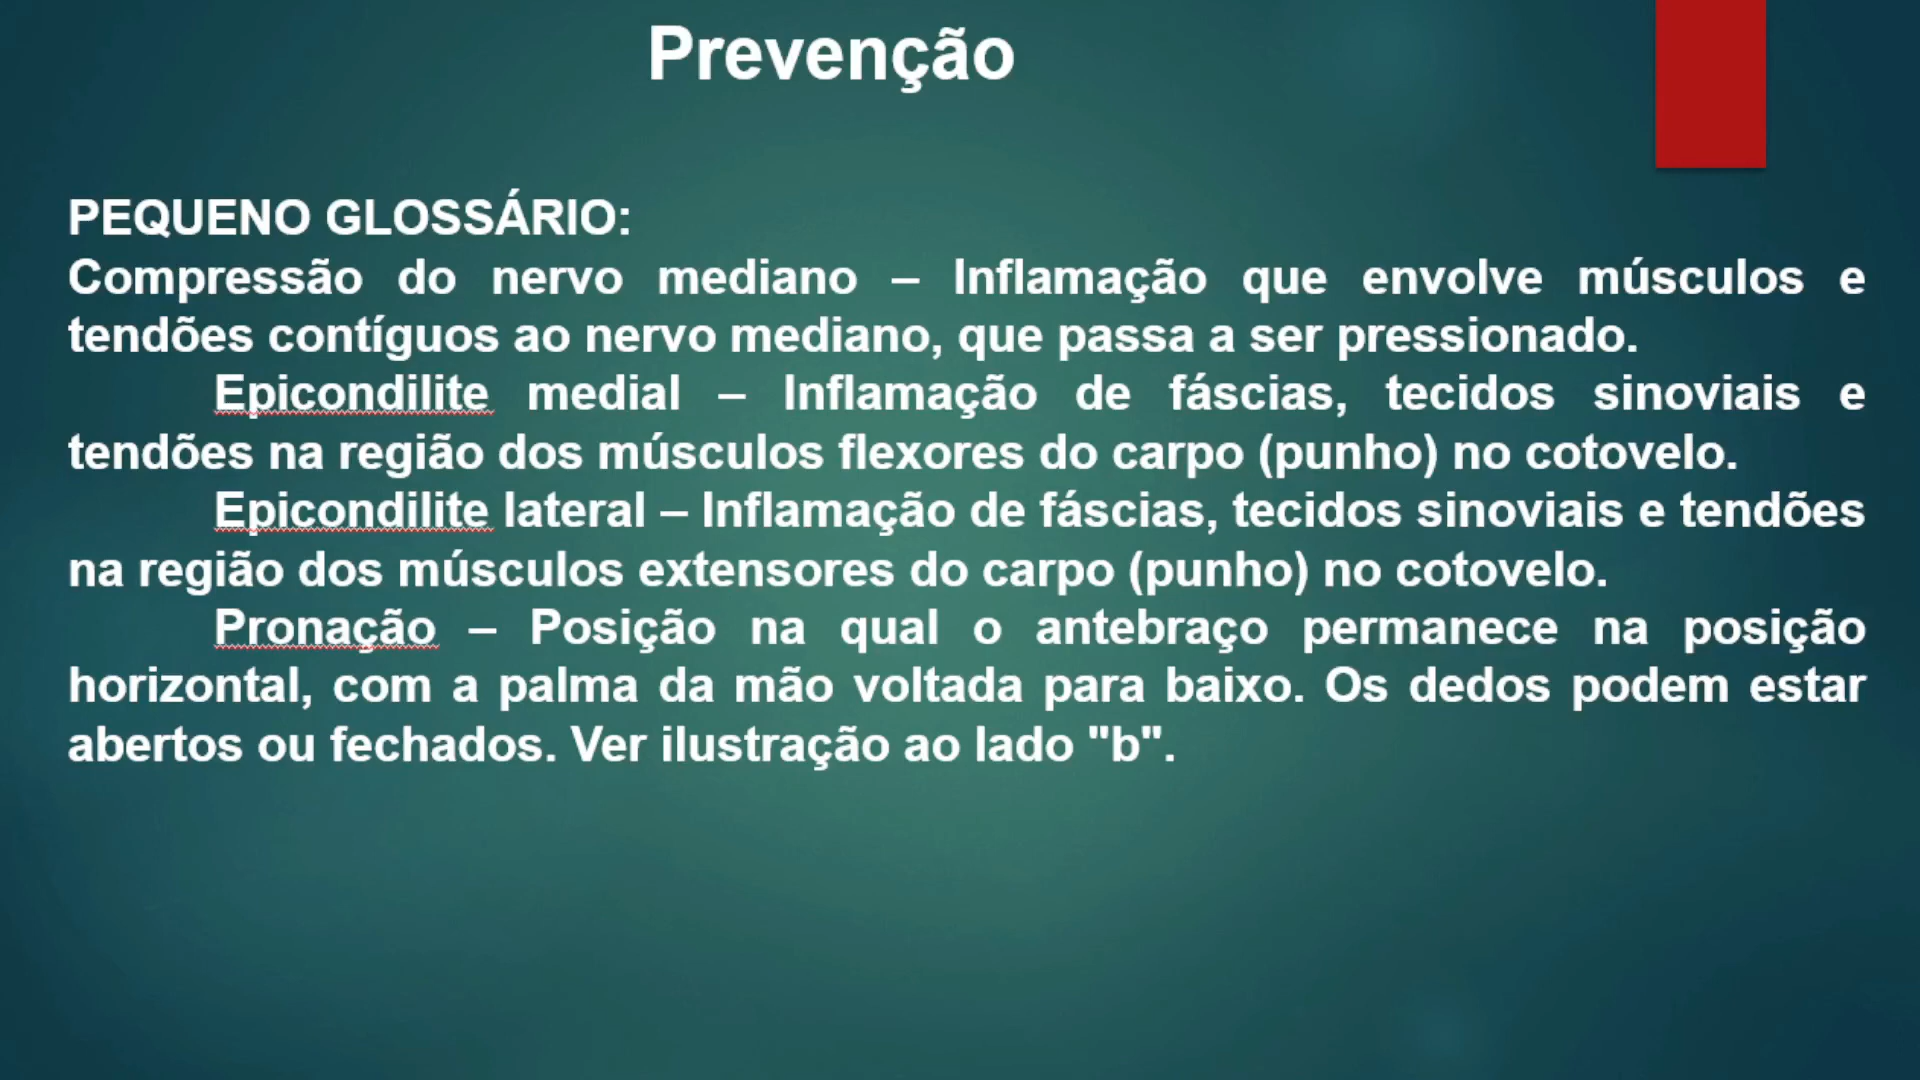 Prevenção
PEQUENO GLOSSÁRIO:
Compressão do nervo mediano – Inflamação que envolve músculos e
tendões contíguos ao nervo mediano, que passa a ser pressionado.
Epicondilite medial – Inflamação de fáscias, tecidos sinoviais e
tendões na região dos músculos flexores do carpo (punho) no cotovelo.
Epicondilite lateral – Inflamação de fáscias, tecidos sinoviais e tendões
na região dos músculos extensores do carpo (punho) no cotovelo.
Pronação – Posição na qual o antebraço permanece na posição
horizontal, com a palma da mão voltada para baixo. Os dedos podem estar
abertos ou fechados. Ver ilustração ao lado "b".